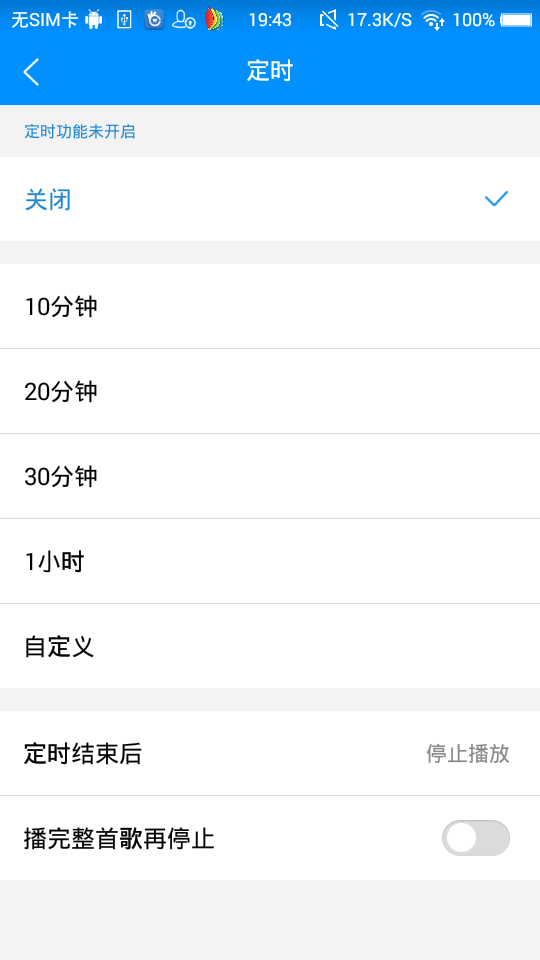 无SIM卡 19:43 17.3K/S 100%
定时
定时功能未开启
关闭
10分钟
20分钟
30分钟
1小时
自定义
定时结束后 停止播放
播完整首歌再停止